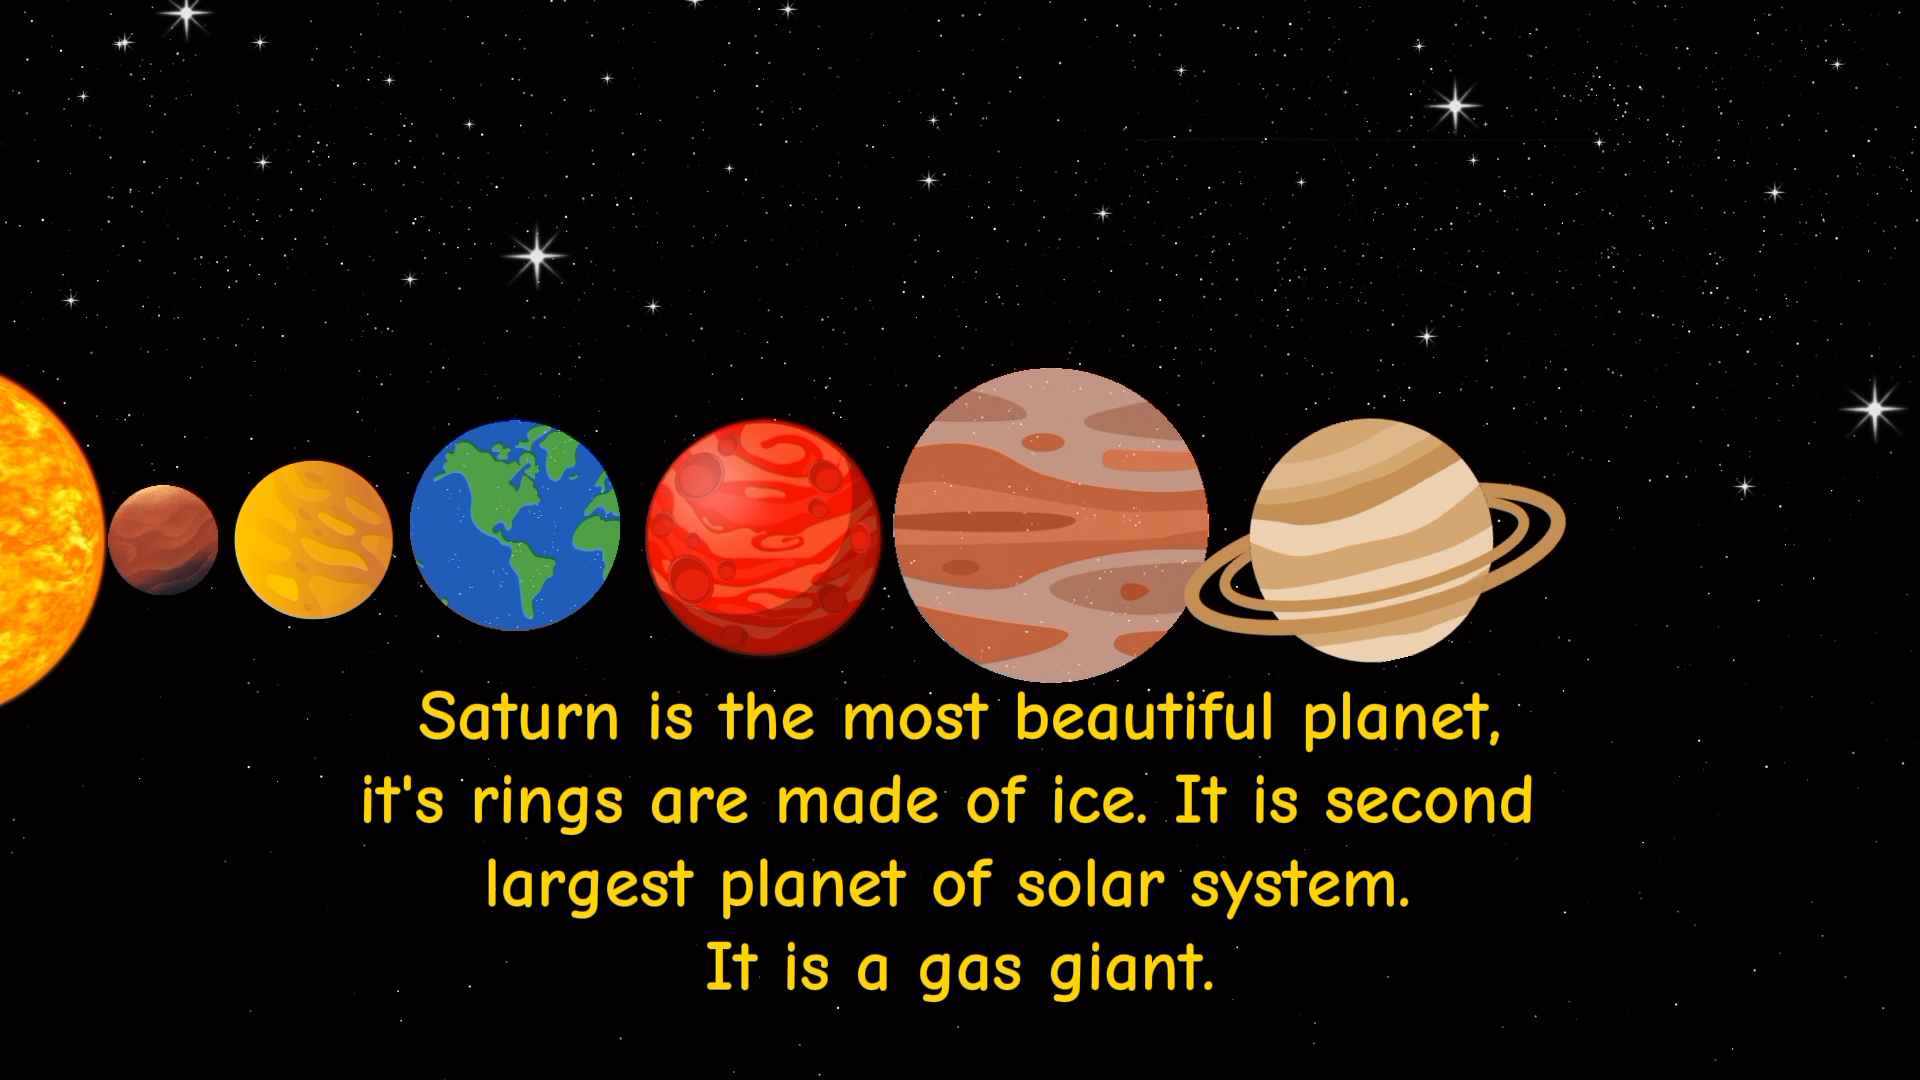 Saturn is the most beautiful planet,
it's rings are made of ice. It is second
largest planet of solar system.
It is a gas giant.